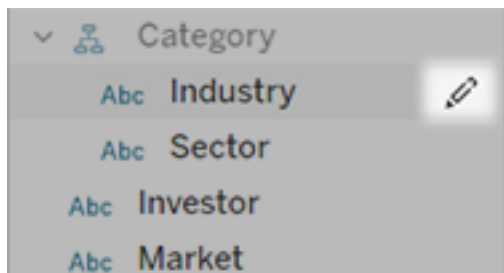 Category
Abc Industry
Abc Sector
Abc Investor
Abc Market